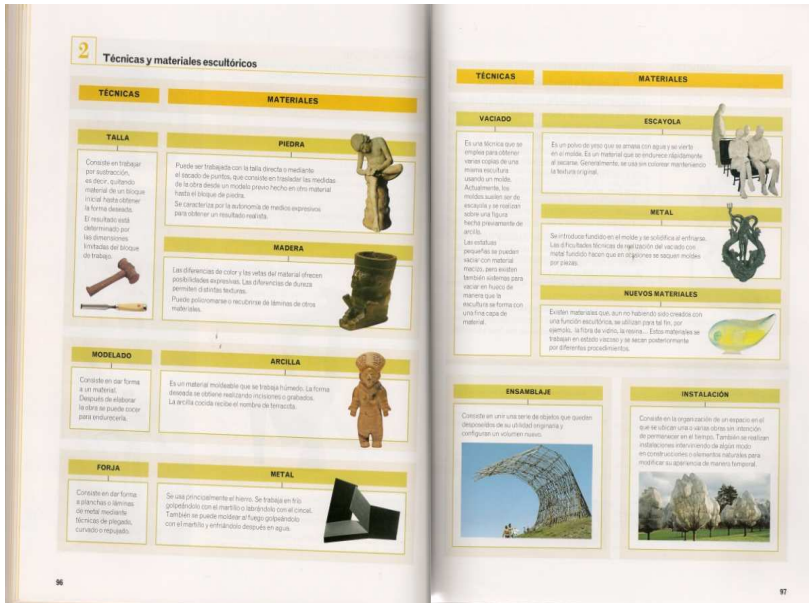 2
Técnicas y materiales escultóricos
TÉCNICAS
MATERIALES
TALLA
Consiste en trabajar
por sustracción,
es decir, quitando
material de un bloque
inicial hasta obtener
la forma deseada.
El resultado está
determinado por
las dimensiones
limitadas del bloque
de trabajo.
PIEDRA
Puede ser trabajada con la talla directa o mediante
el sacado de puntos, que consiste en trasladar las medidas
de la obra desde un modelo previo hecho en otro material
hasta el bloque de piedra.
Se caracteriza por la autonomía de medios expresivos
para obtener un resultado realista.
MADERA
Las diferencias de color y las vetas del material ofrecen
posibilidades expresivas. Las diferencias de dureza
permiten distintas texturas.
Puede policromarse o recubrirse de láminas de otros
materiales.
MODELADO
Consiste en dar forma
a un material.
Después de elaborar
la obra se puede cocer
para endurecerla.
ARCILLA
Es un material moldeable que se trabaja húmedo. La forma
deseada se obtiene realizando incisiones o grabados.
La arcilla cocida recibe el nombre de terracota.
FORJA
Consiste en dar forma
a planchas o láminas
de metal mediante
técnicas de plegado,
curvado o repujado.
METAL
Se usa principalmente el hierro. Se trabaja en frío
golpeándolo con el martillo o labrándolo con el cincel.
También se puede moldear al fuego golpeándolo
con el martillo y enfriándolo después en agua.
96
TÉCNICAS
MATERIALES
VACIADO
Es una técnica que se
emplea para obtener
varias copias de una
misma escultura
usando un molde.
Actualmente, los
moldes suelen ser de
escayola y se realizan
sobre una figura
hecha previamente de
arcilla.
Las estatuas
pequeñas se pueden
vaciar con material
macizo, pero existen
también sistemas para
vaciar en hueco de
manera que la
escultura se forma con
una fina capa de
material.
ESCAYOLA
Es un polvo de yeso que se amasa con agua y se vierte
en el molde. Es un material que se endurece rápidamente
al secarse. Generalmente, se usa sin colorear manteniendo
la textura original.
METAL
Se introduce fundido en el molde y se solidifica al enfriarse.
Las dificultades técnicas de realización del vaciado con
metal fundido hacen que en ocasiones se saquen moldes
por piezas.
NUEVOS MATERIALES
Existen materiales que, aun no habiendo sido creados con
una función escultórica, se utilizan para tal fin, por
ejemplo, la fibra de vidrio, la resina... Estos materiales se
trabajan en estado viscoso y se secan posteriormente
por diferentes procedimientos.
ENSAMBLAJE
Consiste en unir una serie de objetos que queden
desposeídos de su utilidad originaria y
configuran un volumen nuevo.
INSTALACIÓN
Consiste en la organización de un espacio en el
que se ubican una o varias obras sin intención
de permanecer en el tiempo. También se realizan
instalaciones interviniendo de algún modo
en construcciones o elementos naturales para
modificar su apariencia de manera temporal.
97